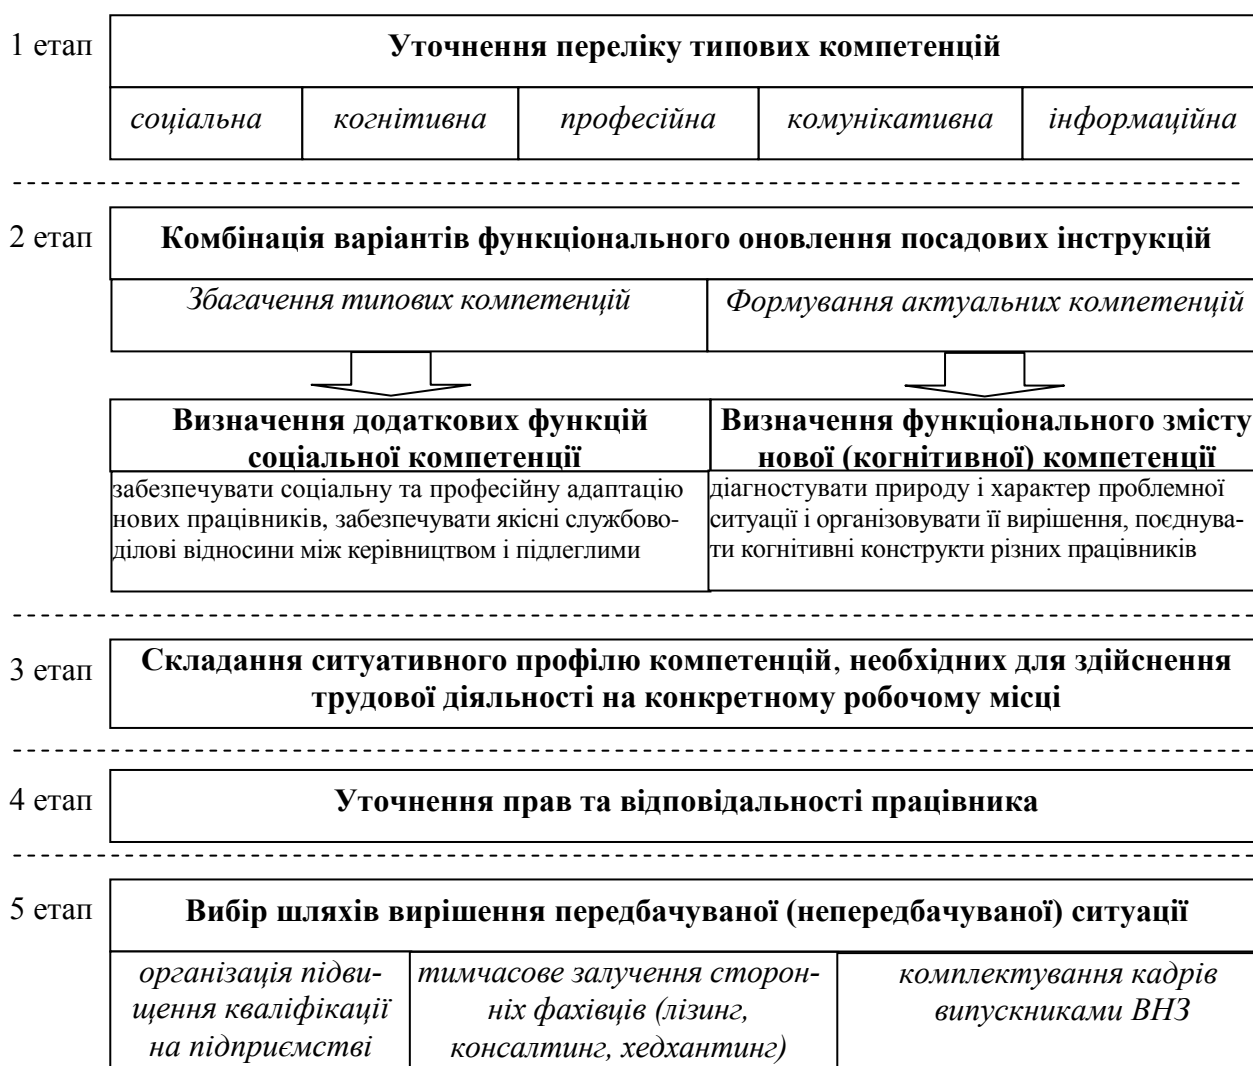 1 етап
Уточнення переліку типових компетенцій
соціальна
когнітивна
професійна
комунікативна
інформаційна
2 етап
Комбінація варіантів функціонального оновлення посадових інструкцій
Збагачення типових компетенцій
Формування актуальних компетенцій
Визначення додаткових функцій
соціальної компетенції
забезпечувати соціальну та професійну адаптацію
нових працівників, забезпечувати якісні службово-
ділові відносини між керівництвом і підлеглими
Визначення функціонального змісту
нової (когнітивної) компетенції
діагностувати природу і характер проблемної
ситуації і організовувати її вирішення, поєднува-
ти когнітивні конструкти різних працівників
3 етап
Складання ситуативного профілю компетенцій, необхідних для здійснення
трудової діяльності на конкретному робочому місці
4 етап
Уточнення прав та відповідальності працівника
5 етап
Вибір шляхів вирішення передбачуваної (непередбачуваної) ситуації
організація підви-
щення кваліфікації
на підприємстві
тимчасове залучення сторон-
ніх фахівців (лізинг,
консалтинг, хедхантинг)
комплектування кадрів
випускниками ВНЗ